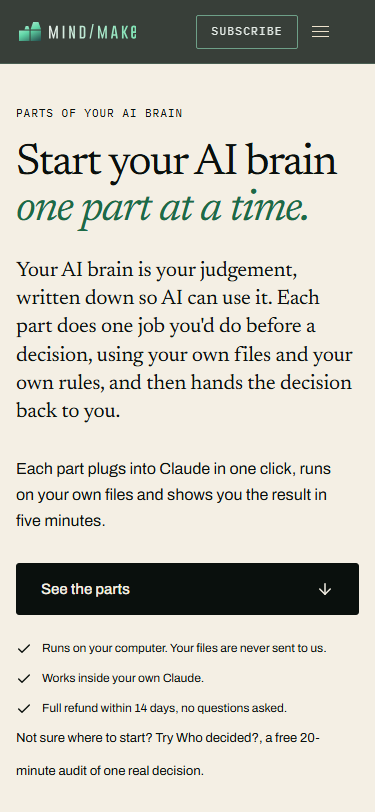 MIND/MAKE
SUBSCRIBE
PARTS OF YOUR AI BRAIN
Start your AI brain
one part at a time.
Your AI brain is your judgement,
written down so AI can use it. Each
part does one job you'd do before a
decision, using your own files and your
own rules, and then hands the decision
back to you.
Each part plugs into Claude in one click, runs
on your own files and shows you the result in
five minutes.
See the parts
Runs on your computer. Your files are never sent to us.
Works inside your own Claude.
Full refund within 14 days, no questions asked.
Not sure where to start? Try Who decided?, a free 20-
minute audit of one real decision.